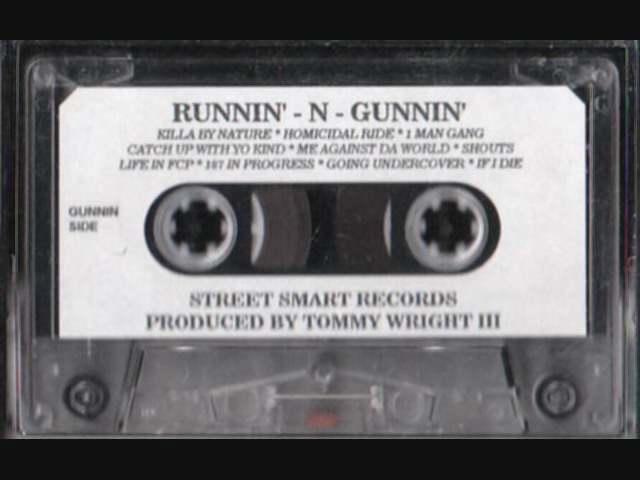 RUNNIN' - N - GUNNIN'
KILLA BY NATURE * HOMICIDAL RIDE * 1 MAN GANG
CATCH UP WITH YO KIND * ME AGAINST DA WORLD * SHOUTS
LIFE IN FCP * 187 IN PROGRESS * GOING UNDERCOVER * IF I DIE
GUNNIN
SIDE
STREET SMART RECORDS
PRODUCED BY TOMMY WRIGHT III